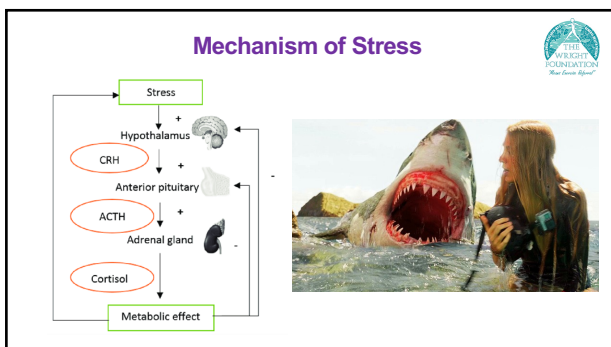 Mechanism of Stress
THE
WRIGHT
FOUNDATION
Stress
+
Hypothalamus
CRH
+
-
Anterior pituitary
ACTH
+
Adrenal gland
-
Cortisol
Metabolic effect